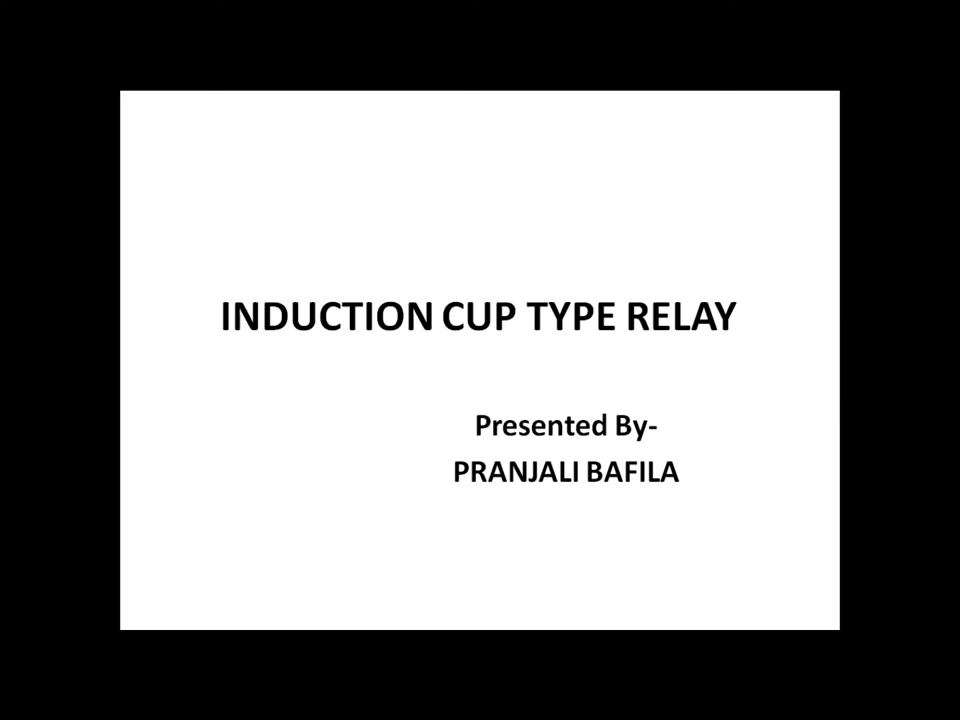 INDUCTION CUP TYPE RELAY
Presented By-
PRANJALI BAFILA